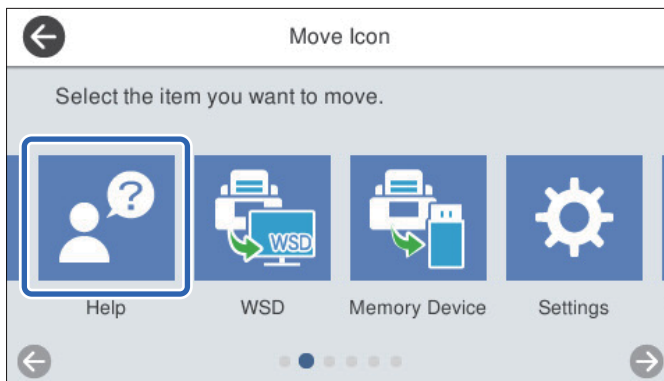 Move Icon
Select the item you want to move.
?
WSD
Help
WSD
Memory Device
Settings